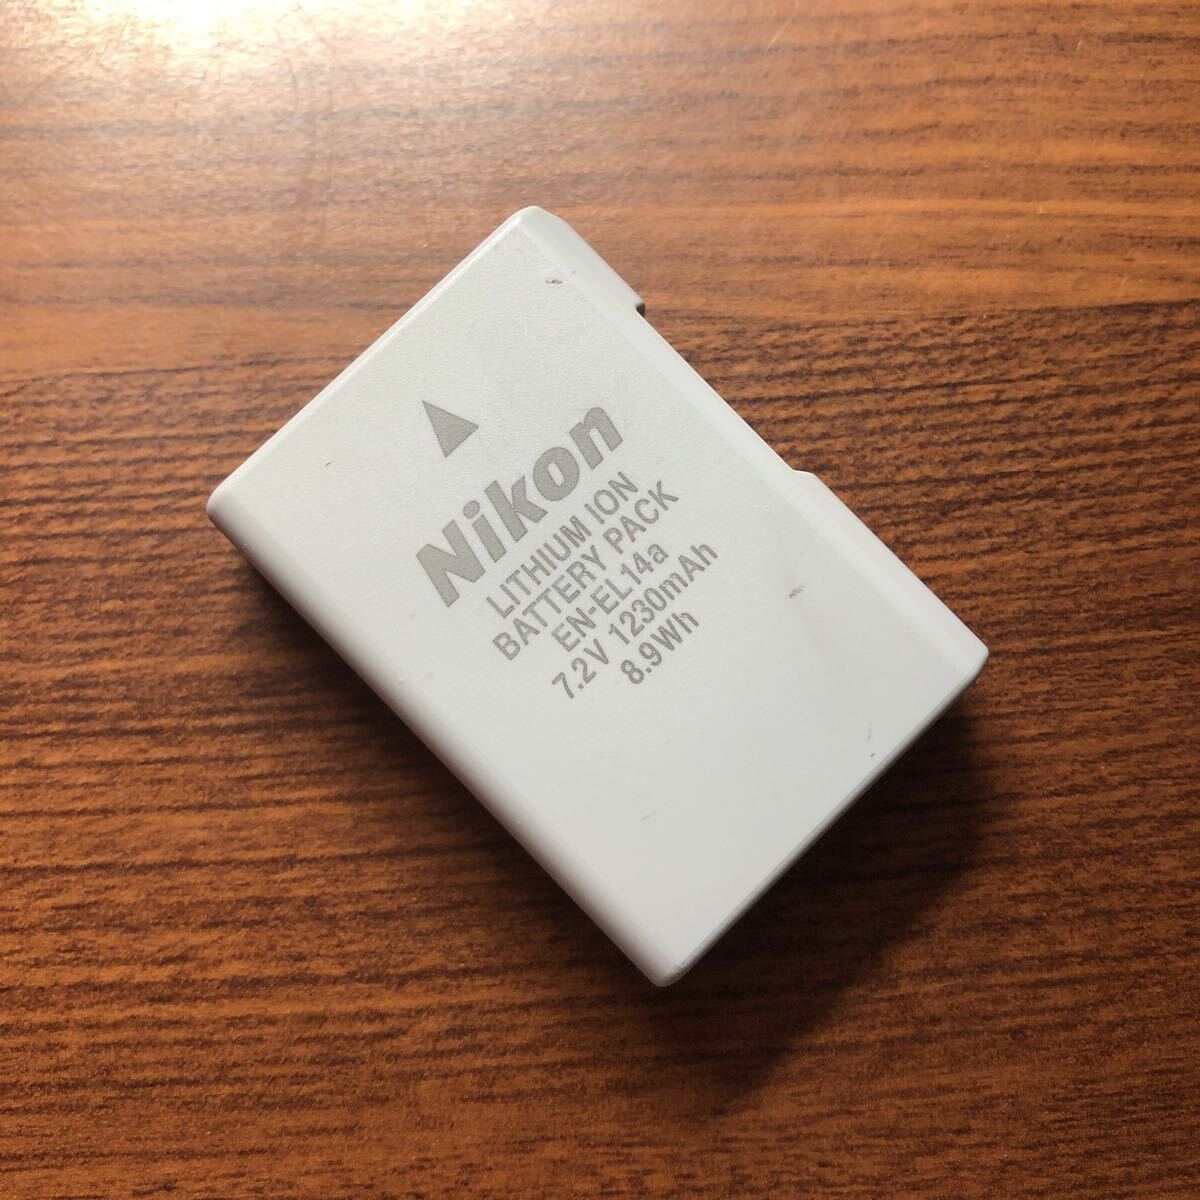 Nikon
LITHIUM ION
BATTERY PACK
EN-EL14a
7.2V 1230mAh
8.9Wh